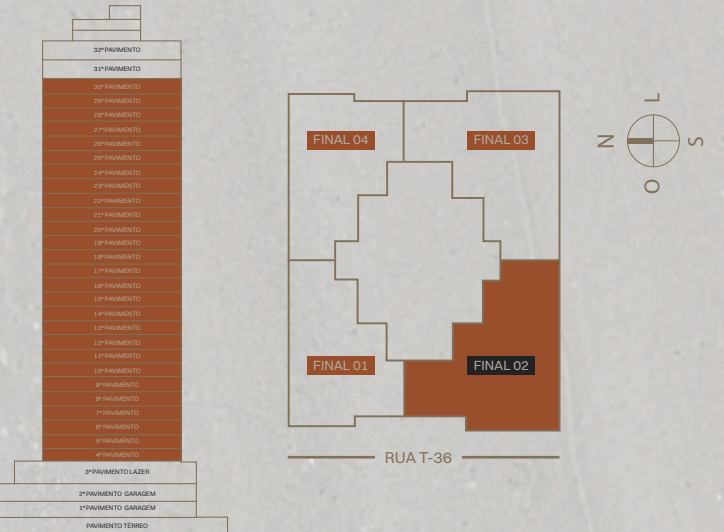 32º PAVIMENTO
31º PAVIMENTO
30º PAVIMENTO
29º PAVIMENTO
28º PAVIMENTO
27º PAVIMENTO
26º PAVIMENTO
25º PAVIMENTO
24º PAVIMENTO
23º PAVIMENTO
22º PAVIMENTO
21º PAVIMENTO
20º PAVIMENTO
19º PAVIMENTO
18º PAVIMENTO
17º PAVIMENTO
16º PAVIMENTO
15º PAVIMENTO
14º PAVIMENTO
13º PAVIMENTO
12º PAVIMENTO
11º PAVIMENTO
10º PAVIMENTO
9º PAVIMENTO
8º PAVIMENTO
7º PAVIMENTO
6º PAVIMENTO
5º PAVIMENTO
4º PAVIMENTO
3º PAVIMENTO LAZER
2º PAVIMENTO GARAGEM
1º PAVIMENTO GARAGEM
PAVIMENTO TÉRREO
FINAL 04
FINAL 03
FINAL 01
FINAL 02
RUA T-36
L
N
S
O